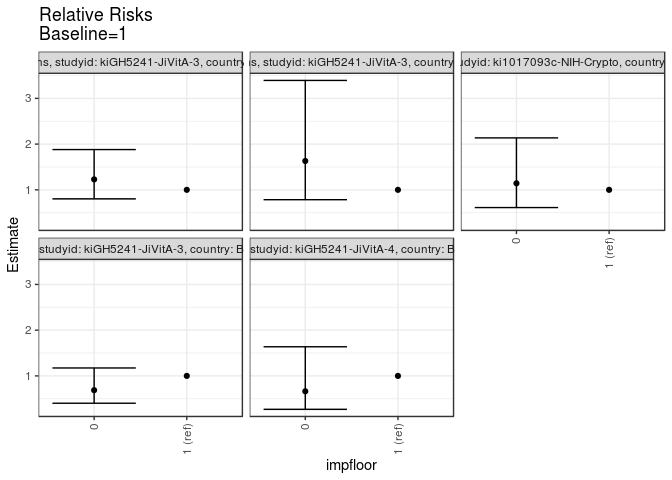 Relative Risks
Baseline=1
studyid: kiGH5241-JiVitA-3, country
studyid: kiGH5241-JiVitA-3, country
ki1017093c-NIH-Crypto, country
3
2
1
0
1 (ref)
studyid: kiGH5241-JiVitA-3, country: B
studyid: kiGH5241-JiVitA-4, country: B
3
2
1
0
1 (ref)
0
1 (ref)
Estimate
impfloor